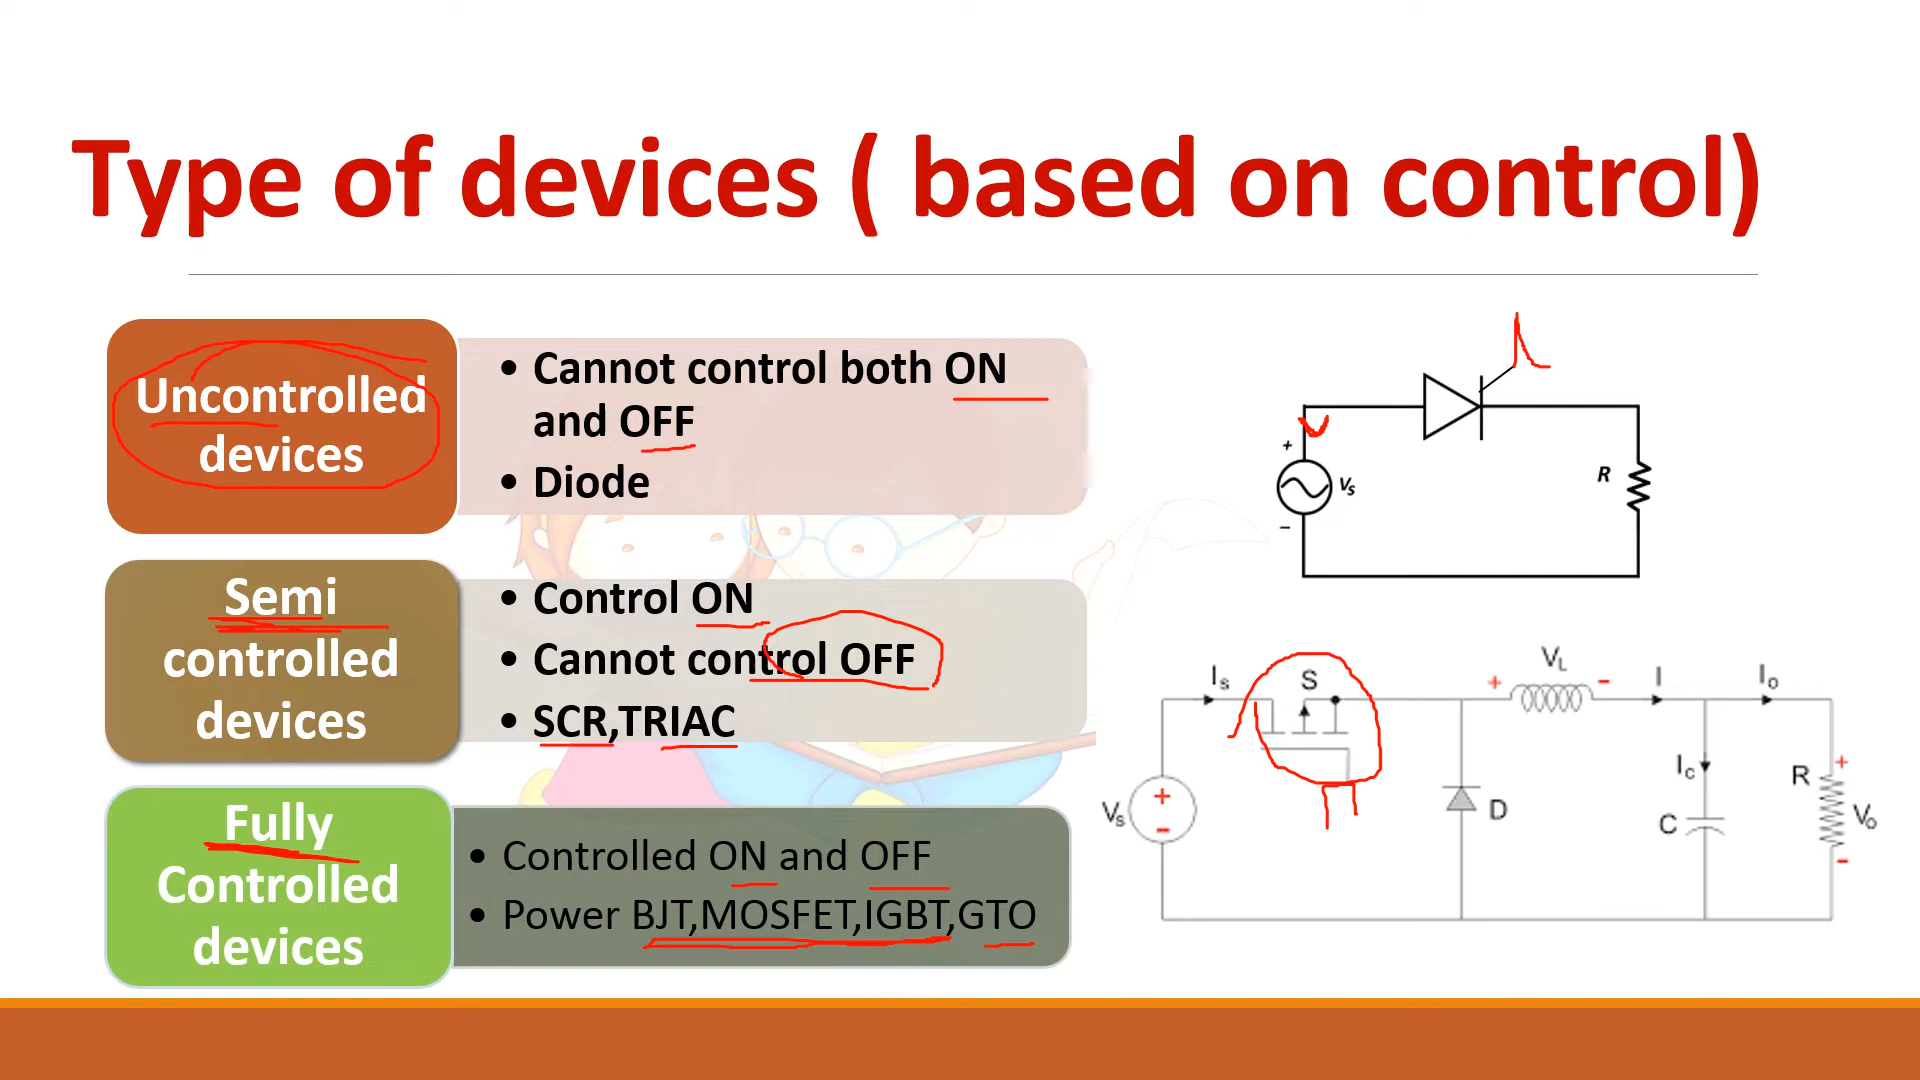 Type of devices ( based on control)
Uncontrolled
devices
• Cannot control both ON
and OFF
• Diode
Semi
controlled
devices
• Control ON
• Cannot control OFF
• SCR,TRIAC
Fully
Controlled
devices
• Controlled ON and OFF
• Power BJT,MOSFET,IGBT,GTO
+
Vs
-
R
Is
S
+ VL -
I
Io
Vs
+
-
D
Ic
C
R
+
Vo
-